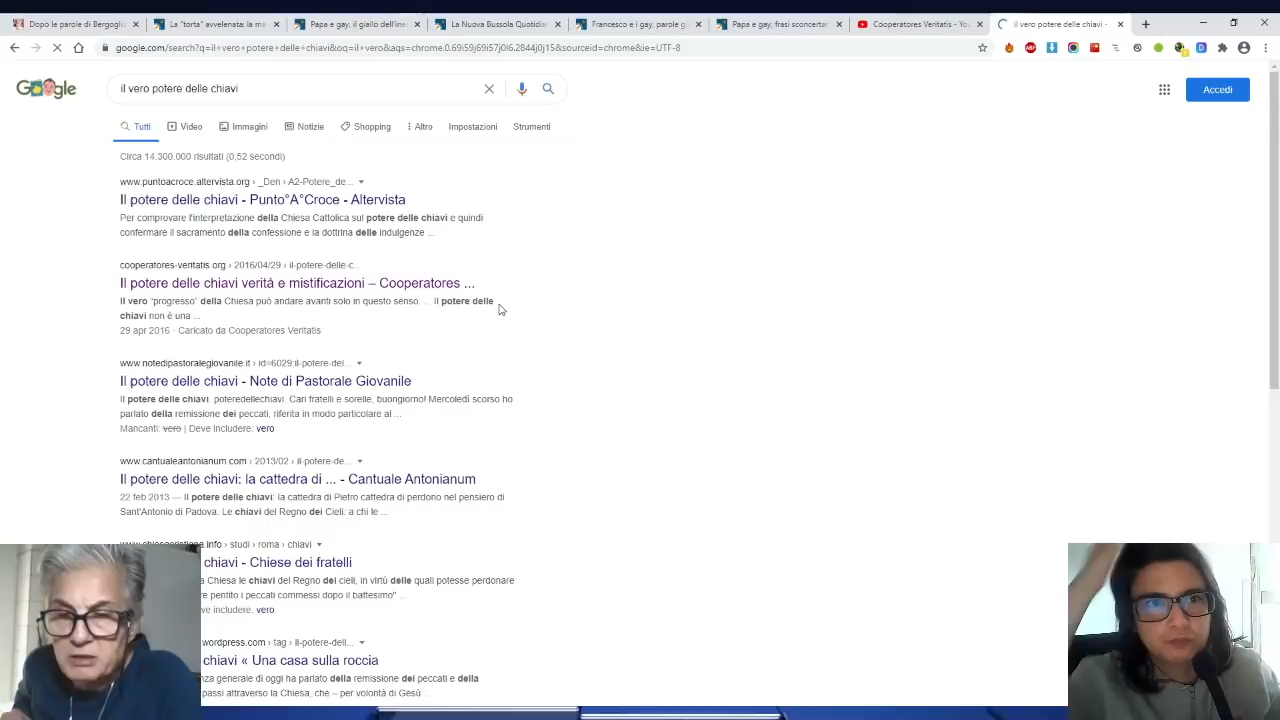 Dopo le parole di Bergoglio
La "torta" avvelenata: la ma
Papa e gay, il giallo dell'ine
La Nuova Bussola Quotidia
Francesco e i gay, parole gi
Papa e gay, frasi sconcertan
Cooperatores Veritatis - You
il vero potere delle chiavi -
google.com/search?q=il+vero+potere+delle+chiavi&oq=il+vero&aqs=chrome.0.69i59j69i57j0l6.2844j0j15&sourceid=chrome&ie=UTF-8
il vero potere delle chiavi
Accedi
Tutti Video Immagini Notizie Shopping Altro Impostazioni Strumenti
Circa 14.300.000 risultati (0,52 secondi)
www.puntoacroce.altervista.org › _Den › A2-Potere_de...
Il potere delle chiavi - Punto°A°Croce - Altervista
Per comprovare l'interpretazione della Chiesa Cattolica sul potere delle chiavi e quindi
confermare il sacramento della confessione e la dottrina delle indulgenze ...
cooperatores-veritatis.org › 2016/04/29 › il-potere-delle-c...
Il potere delle chiavi verità e mistificazioni – Cooperatores ...
Il vero "progresso" della Chiesa può andare avanti solo in questo senso. ... Il potere delle
chiavi non è una ...
29 apr 2016 · Caricato da Cooperatores Veritatis
www.notedipastoralegiovanile.it › id=6029:il-potere-del...
Il potere delle chiavi - Note di Pastorale Giovanile
Il potere delle chiavi poteredellechiavi. Cari fratelli e sorelle, buongiorno! Mercoledì scorso ho
parlato della remissione dei peccati, riferita in modo particolare al ...
Mancanti: vero | Deve includere: vero
www.cantualeantonianum.com › 2013/02 › il-potere-de...
Il potere delle chiavi: la cattedra di ... - Cantuale Antonianum
22 feb 2013 — Il potere delle chiavi: la cattedra di Pietro cattedra di perdono nel pensiero di
Sant'Antonio di Padova. Le chiavi del Regno dei Cieli: a chi le ...
.info › studi › roma › chiavi
chiavi - Chiese dei fratelli
a Chiesa le chiavi del Regno dei cieli, in virtù delle quali potesse perdonare
re pentito i peccati commessi dopo il battesimo" ...
ve includere: vero
wordpress.com › tag › il-potere-dell...
chiavi « Una casa sulla roccia
nza generale di oggi ha parlato della remissione dei peccati e della
passi attraverso la Chiesa, che – per volontà di Gesù ...